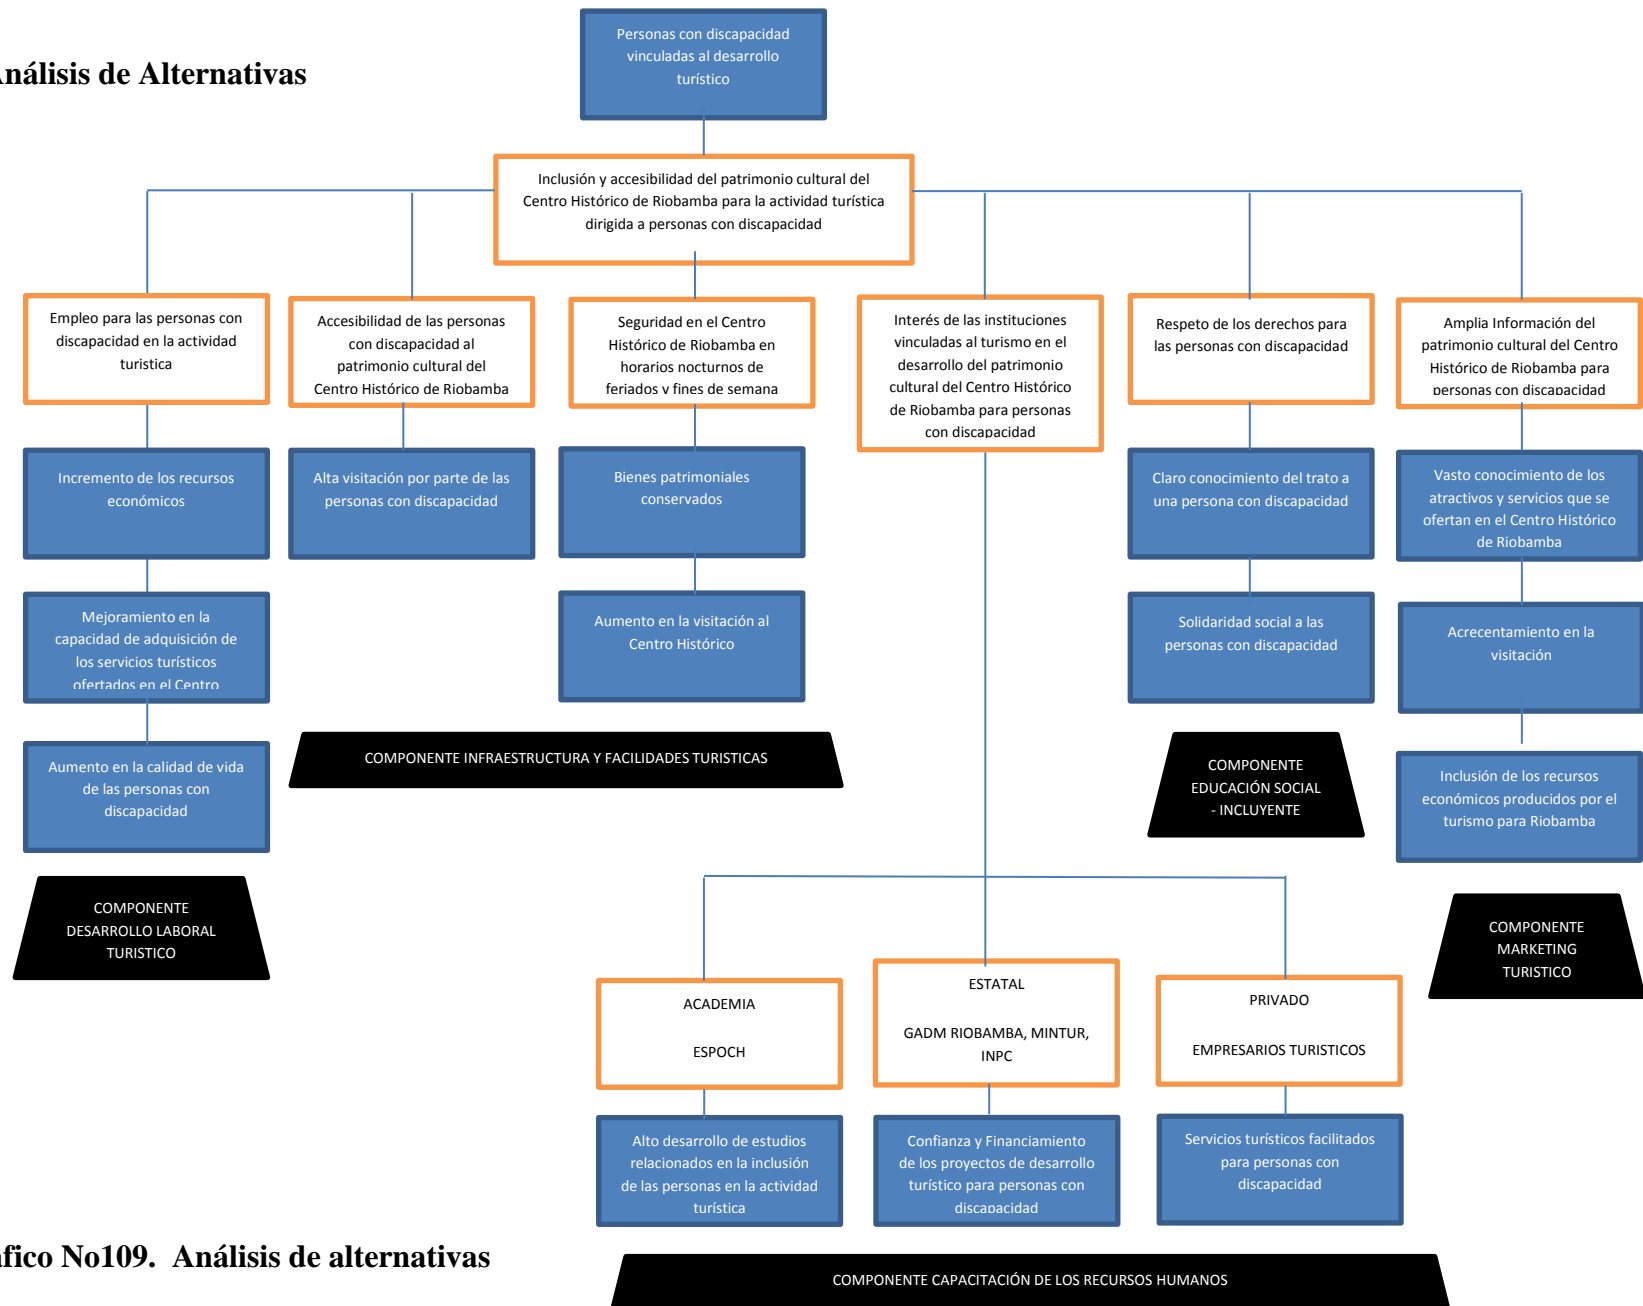 Personas con discapacidad
vinculadas al desarrollo
turístico
Análisis de Alternativas
Inclusión y accesibilidad del patrimonio cultural del
Centro Histórico de Riobamba para la actividad turística
dirigida a personas con discapacidad
Empleo para las personas con
discapacidad en la actividad
turistica
Accesibilidad de las personas
con discapacidad al
patrimonio cultural del
Centro Histórico de Riobamba
Seguridad en el Centro
Histórico de Riobamba en
horarios nocturnos de
feriados y fines de semana
Interés de las instituciones
vinculadas al turismo en el
desarrollo del patrimonio
cultural del Centro Histórico
de Riobamba para personas
con discapacidad
Respeto de los derechos para
las personas con discapacidad
Amplia Información del
patrimonio cultural del Centro
Histórico de Riobamba para
personas con discapacidad
Incremento de los recursos
económicos
Alta visitación por parte de las
personas con discapacidad
Bienes patrimoniales
conservados
Claro conocimiento del trato a
una persona con discapacidad
Vasto conocimiento de los
atractivos y servicios que se
ofertan en el Centro Histórico
de Riobamba
Mejoramiento en la
capacidad de adquisición de
los servicios turísticos
ofertados en el Centro
Aumento en la visitación al
Centro Histórico
Solidaridad social a las
personas con discapacidad
Acrecentamiento en la
visitación
Aumento en la calidad de vida
de las personas con
discapacidad
COMPONENTE INFRAESTRUCTURA Y FACILIDADES TURISTICAS
COMPONENTE
EDUCACIÓN SOCIAL
- INCLUYENTE
Inclusión de los recursos
económicos producidos por el
turismo para Riobamba
COMPONENTE
DESARROLLO LABORAL
TURISTICO
COMPONENTE
MARKETING
TURISTICO
ACADEMIA
ESPOCH
ESTATAL
GADM RIOBAMBA, MINTUR,
INPC
PRIVADO
EMPRESARIOS TURISTICOS
Alto desarrollo de estudios
relacionados en la inclusión
de las personas en la actividad
turística
Confianza y Financiamiento
de los proyectos de desarrollo
turístico para personas con
discapacidad
Servicios turísticos facilitados
para personas con
discapacidad
áfico No109. Análisis de alternativas
COMPONENTE CAPACITACIÓN DE LOS RECURSOS HUMANOS